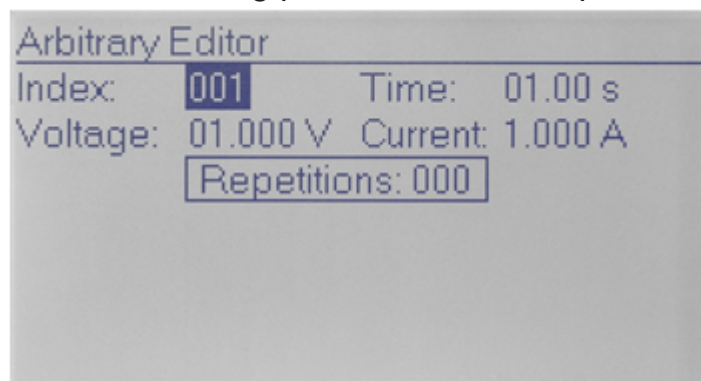 Arbitrary Editor
Index: 001 Time: 01.00 s
Voltage: 01.000 V Current: 1.000 A
Repetitions: 000